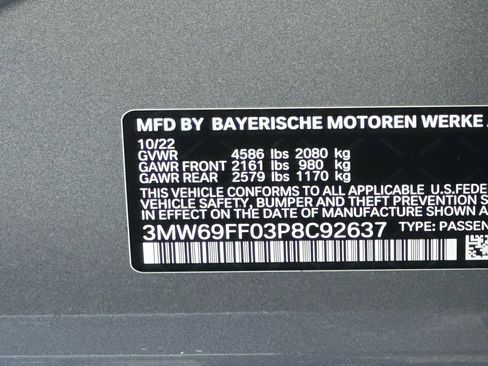 MFD BY BAYERISCHE MOTOREN WERKE
10/22
GVWR 4586 lbs 2080 kg
GAWR FRONT 2161 lbs 980 kg
GAWR REAR 2579 lbs 1170 kg
THIS VEHICLE CONFORMS TO ALL APPLICABLE U.S.FEDE
VEHICLE SAFETY, BUMPER AND THEFT PREVENTION
IN EFFECT ON THE DATE OF MANUFACTURE SHOWN A
3MW69FF03P8C92637 TYPE: PASSEN